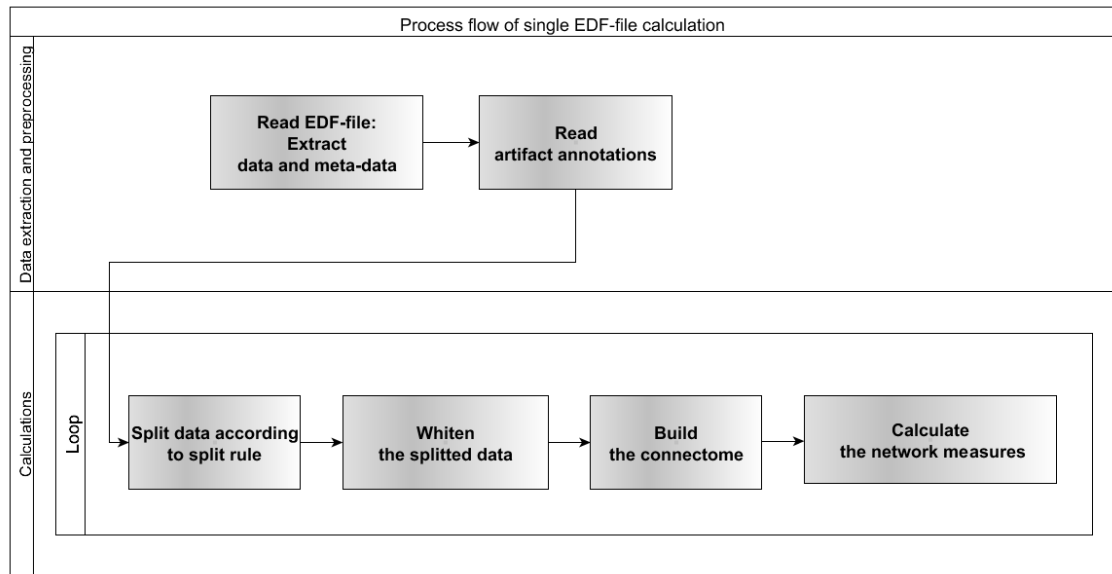 Process flow of single EDF-file calculation
Data extraction and preprocessing
Read EDF-file:
Extract
data and meta-data
Read
artifact annotations
Calculations
Loop
Split data according
to split rule
Whiten
the splitted data
Build
the connectome
Calculate
the network measures